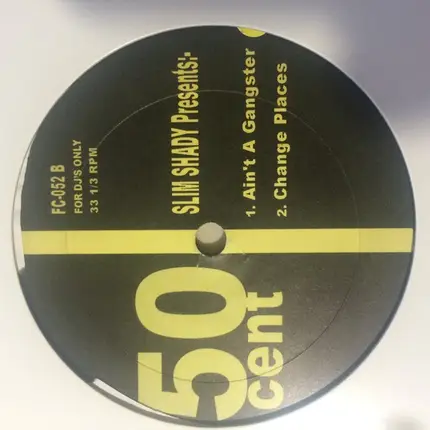 FC-052 B
FOR DJ'S ONLY
33 1/3 RPM
SLIM SHADY Presents:-
1. Ain't A Gangster
2. Change Places
50
cent